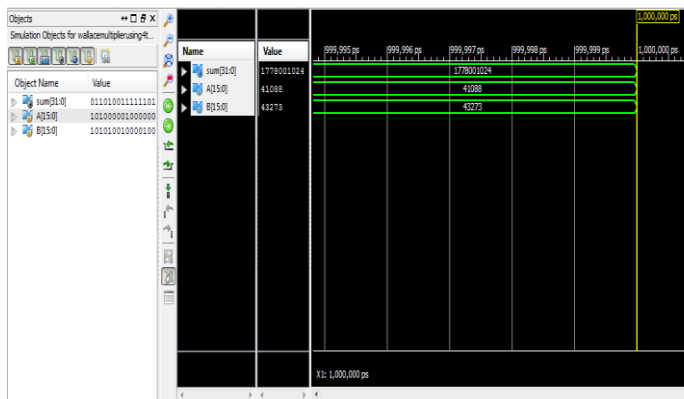 Objects
Simulation Objects for wallacemultiplierusing4t...
Object Name Value
sum[31:0] 011010011111101
A[15:0] 101000001000000
B[15:0] 101010010000100
Name Value
sum[31:0] 1778001024
A[15:0] 41088
B[15:0] 43273
1,000,000 ps
999,995 ps 999,996 ps 999,997 ps 999,998 ps 999,999 ps 1,000,000 ps
1778001024
41088
43273
X1: 1,000,000 ps